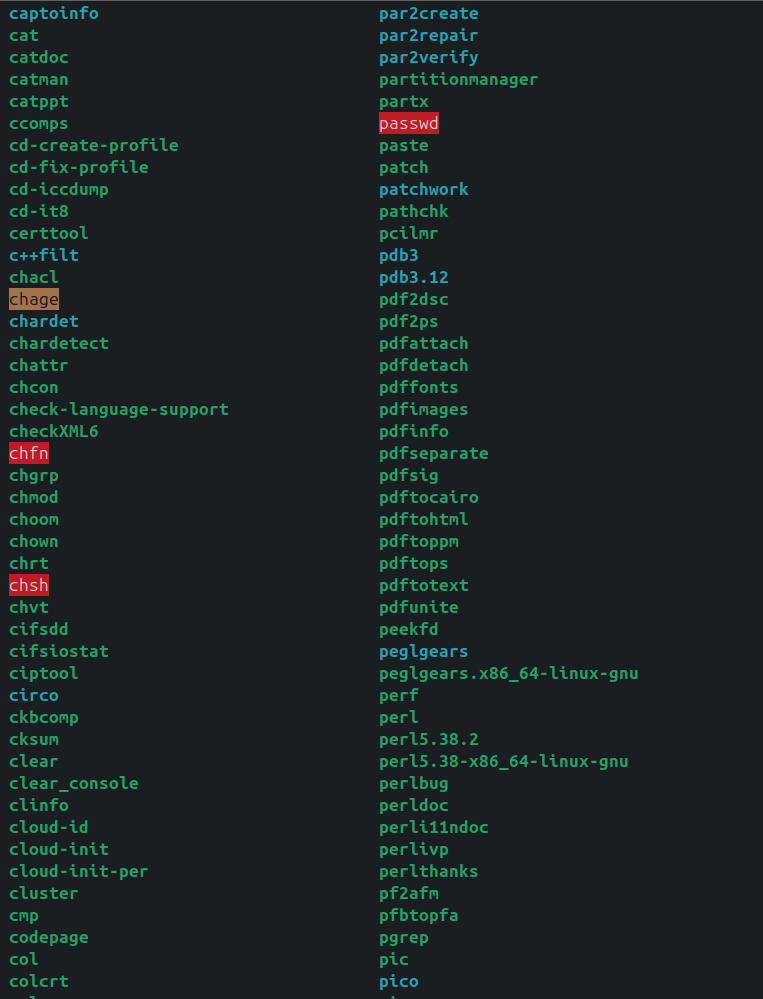 captoinfo
cat
catdoc
catman
catppt
ccomps
cd-create-profile
cd-fix-profile
cd-iccdump
cd-it8
certtool
c++filt
chacl
chage
chardet
chardetect
chattr
chcon
check-language-support
checkXML6
chfn
chgrp
chmod
choom
chown
chrt
chsh
chvt
cifsdd
cifsiostat
ciptool
circo
ckbcomp
cksum
clear
clear_console
clinfo
cloud-id
cloud-init
cloud-init-per
cluster
cmp
codepage
col
colcrt
par2create
par2repair
par2verify
partitionmanager
partx
passwd
paste
patch
patchwork
pathchk
pcilmr
pdb3
pdb3.12
pdf2dsc
pdf2ps
pdfattach
pdfdetach
pdffonts
pdfimages
pdfinfo
pdfseparate
pdfsig
pdftocairo
pdftohtml
pdftoppm
pdftops
pdftotext
pdfunite
peekfd
peglgears
peglgears.x86_64-linux-gnu
perf
perl
perl5.38.2
perl5.38-x86_64-linux-gnu
perlbug
perldoc
perli11ndoc
perlivp
perlthanks
pf2afm
pfbtopfa
pgrep
pic
pico